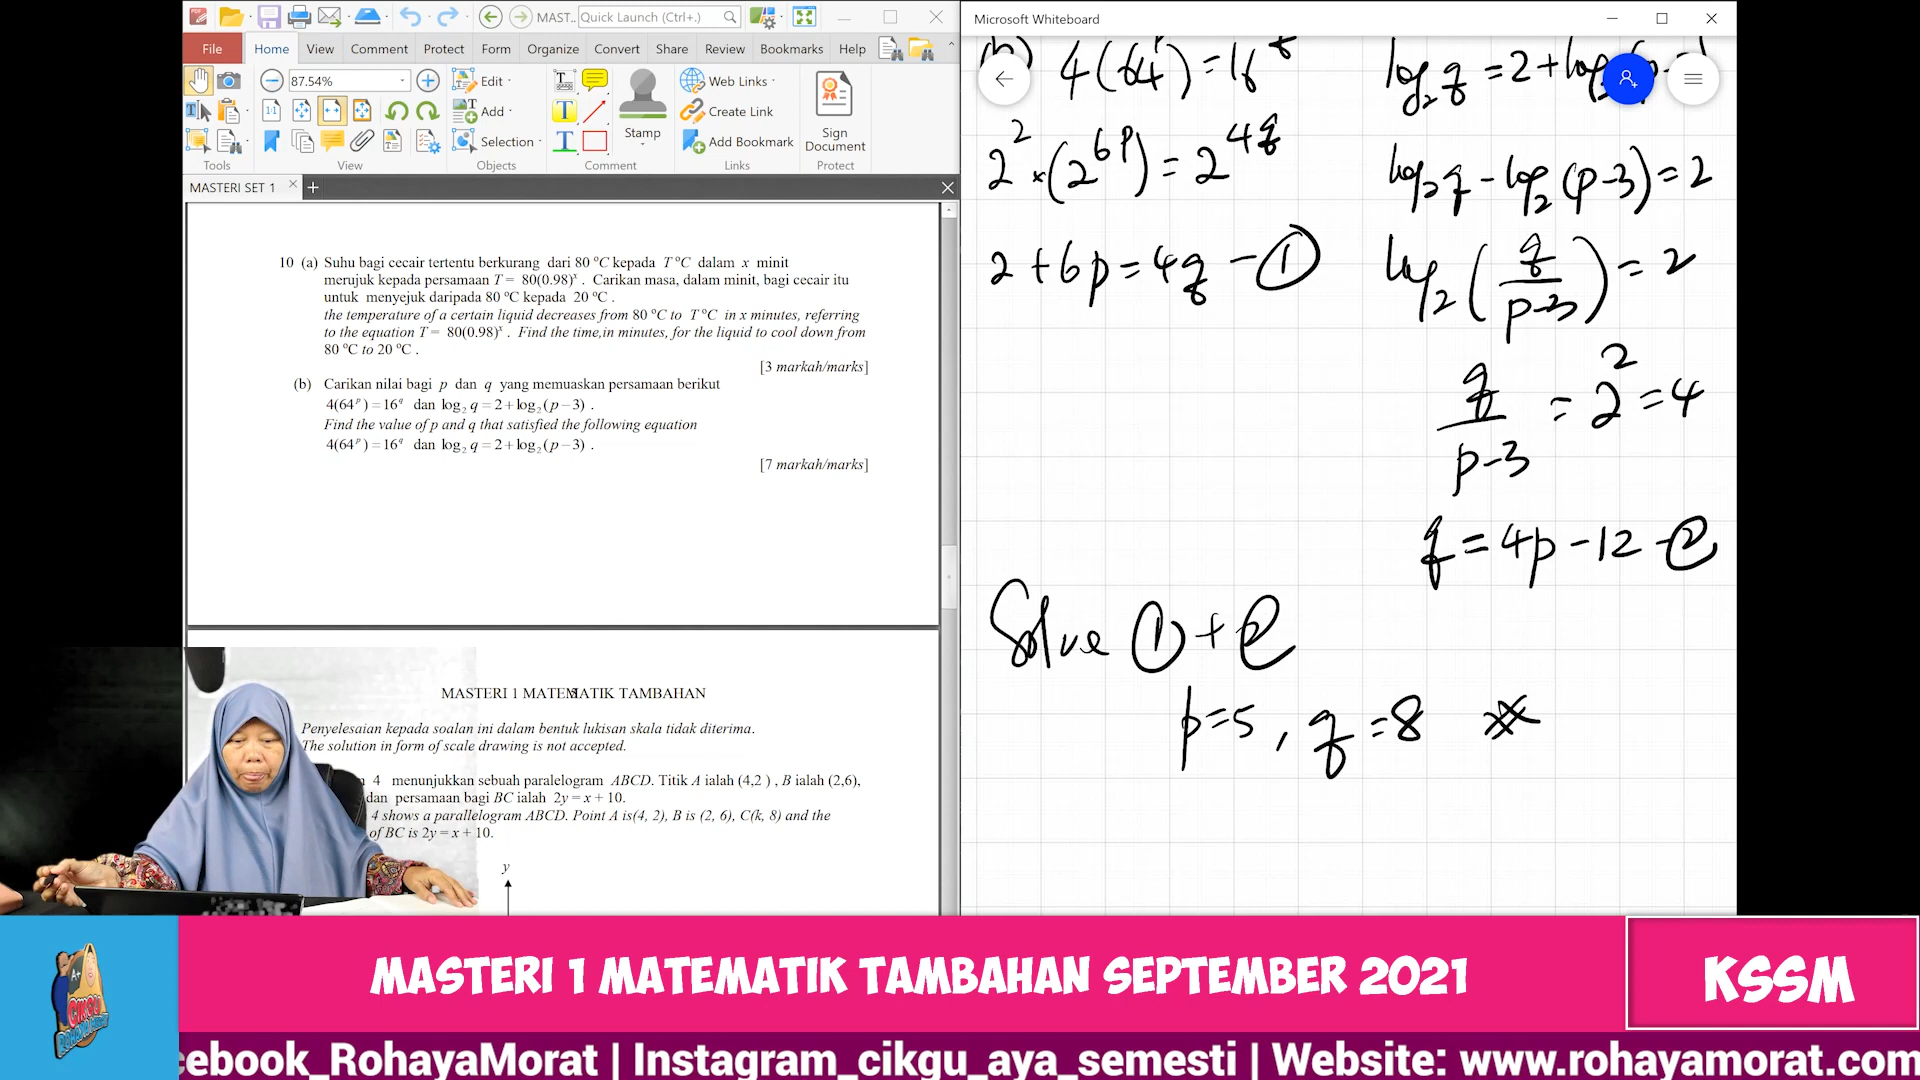 MAST.. Quick Launch (Ctrl+.)
File Home View Comment Protect Form Organize Convert Share Review Bookmarks Help
87.54% Edit Web Links
Add Create Link
Selection Stamp Add Bookmark Sign Document
Tools View Objects Comment Links Protect
MASTERI SET 1
10 (a) Suhu bagi cecair tertentu berkurang dari 80 °C kepada T °C dalam x minit
merujuk kepada persamaan T = 80(0.98)ˣ . Carikan masa, dalam minit, bagi cecair itu
untuk menyejuk daripada 80 °C kepada 20 °C .
the temperature of a certain liquid decreases from 80 °C to T °C in x minutes, referring
to the equation T = 80(0.98)ˣ . Find the time,in minutes, for the liquid to cool down from
80 °C to 20 °C .
[3 markah/marks]
(b) Carikan nilai bagi p dan q yang memuaskan persamaan berikut
4(64^p) = 16^q dan log₂ q = 2 + log₂ (p − 3) .
Find the value of p and q that satisfied the following equation
4(64^p) = 16^q dan log₂ q = 2 + log₂ (p − 3) .
[7 markah/marks]
MASTERI 1 MATEMATIK TAMBAHAN
Penyelesaian kepada soalan ini dalam bentuk lukisan skala tidak diterima.
The solution in form of scale drawing is not accepted.
4 menunjukkan sebuah paralelogram ABCD. Titik A ialah (4,2 ) , B ialah (2,6),
dan persamaan bagi BC ialah 2y = x + 10.
4 shows a parallelogram ABCD. Point A is(4, 2), B is (2, 6), C(k, 8) and the
of BC is 2y = x + 10.
y
Microsoft Whiteboard
4(64^p) = 16^q
2² × (2^6p) = 2^4q
2 + 6p = 4q − ①
log₂ q = 2 + log₂
log₂ q − log₂ (p−3) = 2
log₂ (q/(p−3)) = 2
q/(p−3) = 2² = 4
q = 4p − 12 − ②
Solve ① + ②
p = 5 , q = 8
A+
CIKGU
ROHAYA MORAT
MASTERI 1 MATEMATIK TAMBAHAN SEPTEMBER 2021
KSSM
cebook_RohayaMorat | Instagram_cikgu_aya_semesti | Website: www.rohayamorat.com